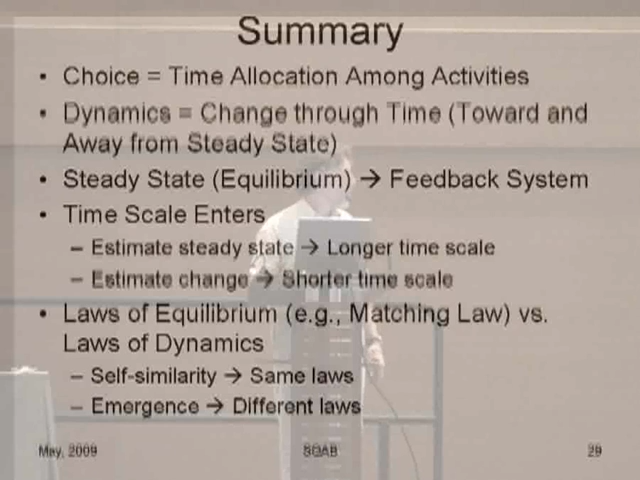 Summary
• Choice = Time Allocation Among Activities
• Dynamics = Change through Time (Toward and
Away from Steady State)
• Steady State (Equilibrium) → Feedback System
• Time Scale Enters
– Estimate steady state → Longer time scale
– Estimate change → Shorter time scale
• Laws of Equilibrium (e.g., Matching Law) vs.
Laws of Dynamics
– Self-similarity → Same laws
– Emergence → Different laws
May, 2009
SQAB
29